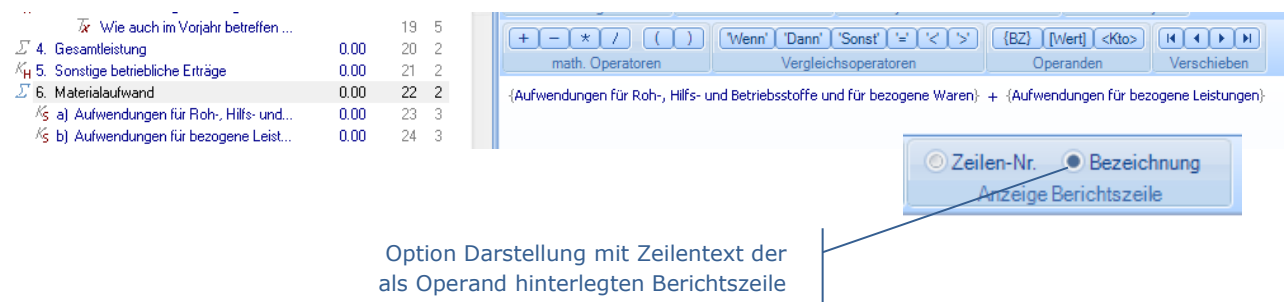 Tx Wie auch im Vorjahr betreffen ... 19 5
Σ 4. Gesamtleistung 0.00 20 2
KH 5. Sonstige betriebliche Erträge 0.00 21 2
Σ 6. Materialaufwand 0.00 22 2
KS a) Aufwendungen für Roh-, Hilfs- und... 0.00 23 3
KS b) Aufwendungen für bezogene Leist... 0.00 24 3
+ - * / ( ) 'Wenn' 'Dann' 'Sonst' '=' '<' '>' {BZ} [Wert] <Kto>
math. Operatoren Vergleichsoperatoren Operanden Verschieben
{Aufwendungen für Roh-, Hilfs- und Betriebsstoffe und für bezogene Waren} + {Aufwendungen für bezogene Leistungen}
Zeilen-Nr. Bezeichnung
Anzeige Berichtszeile
Option Darstellung mit Zeilentext der
als Operand hinterlegten Berichtszeile